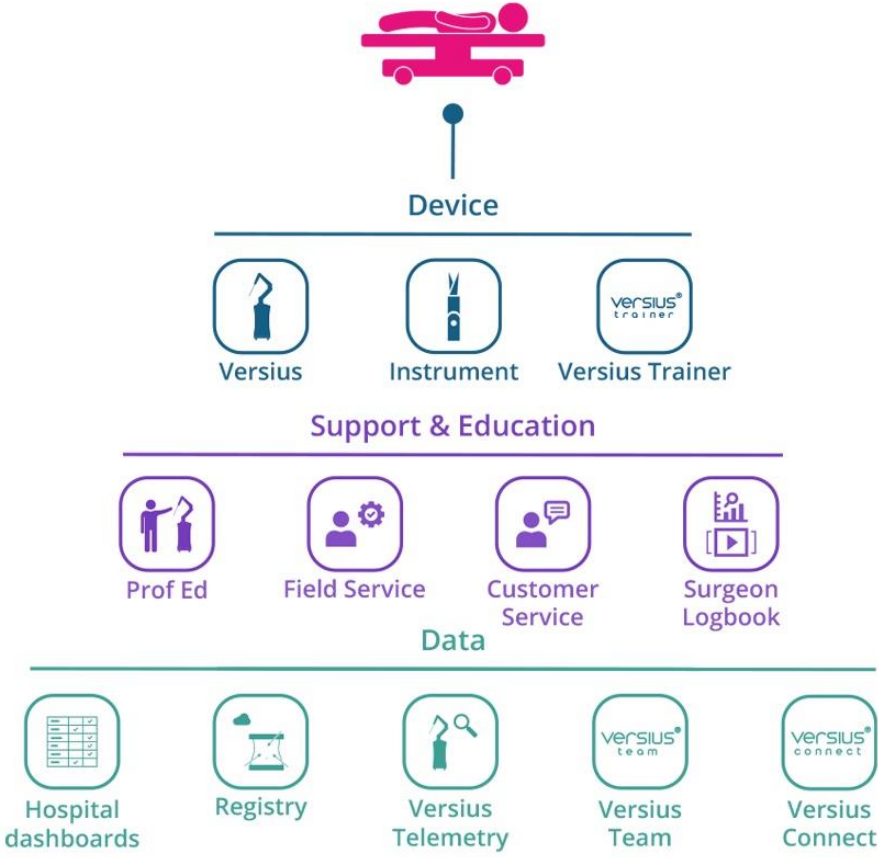 Device
versius®
trainer
Versius
Instrument
Versius Trainer
Support & Education
Prof Ed
Field Service
Customer
Service
Surgeon
Logbook
Data
versius®
team
versius®
connect
Hospital
dashboards
Registry
Versius
Telemetry
Versius
Team
Versius
Connect